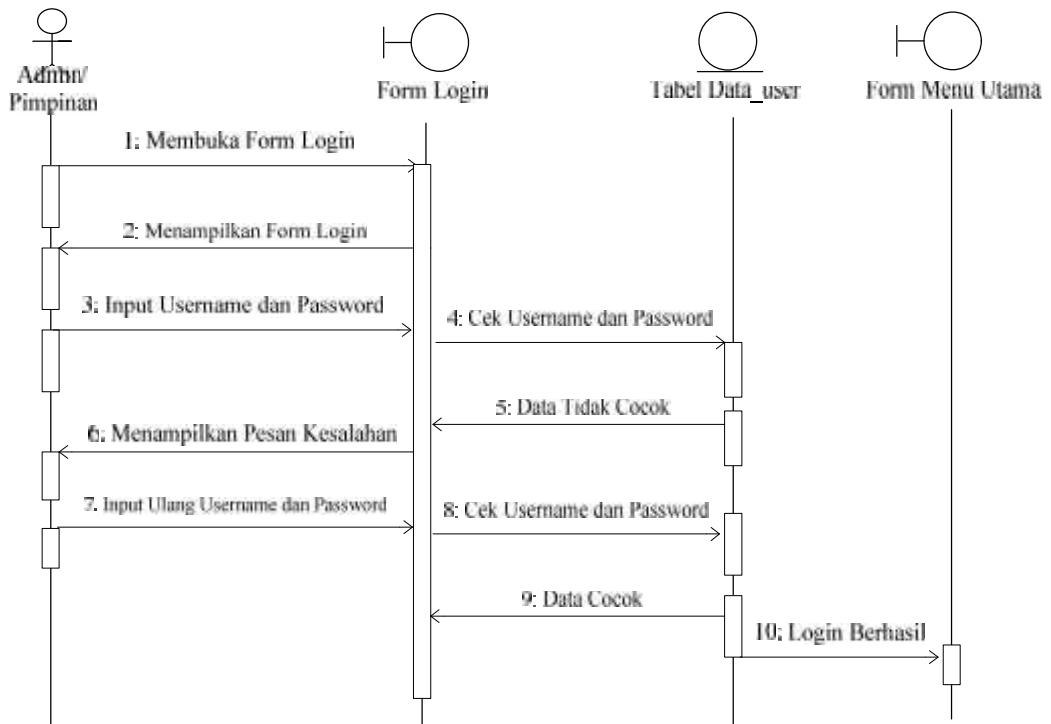 Admin/
Pimpinan
Form Login
Tabel Data_user
Form Menu Utama
1: Membuka Form Login
2: Menampilkan Form Login
3: Input Username dan Password
4: Cek Username dan Password
5: Data Tidak Cocok
6: Menampilkan Pesan Kesalahan
7. Input Ulang Username dan Password
8: Cek Username dan Password
9: Data Cocok
10: Login Berhasil